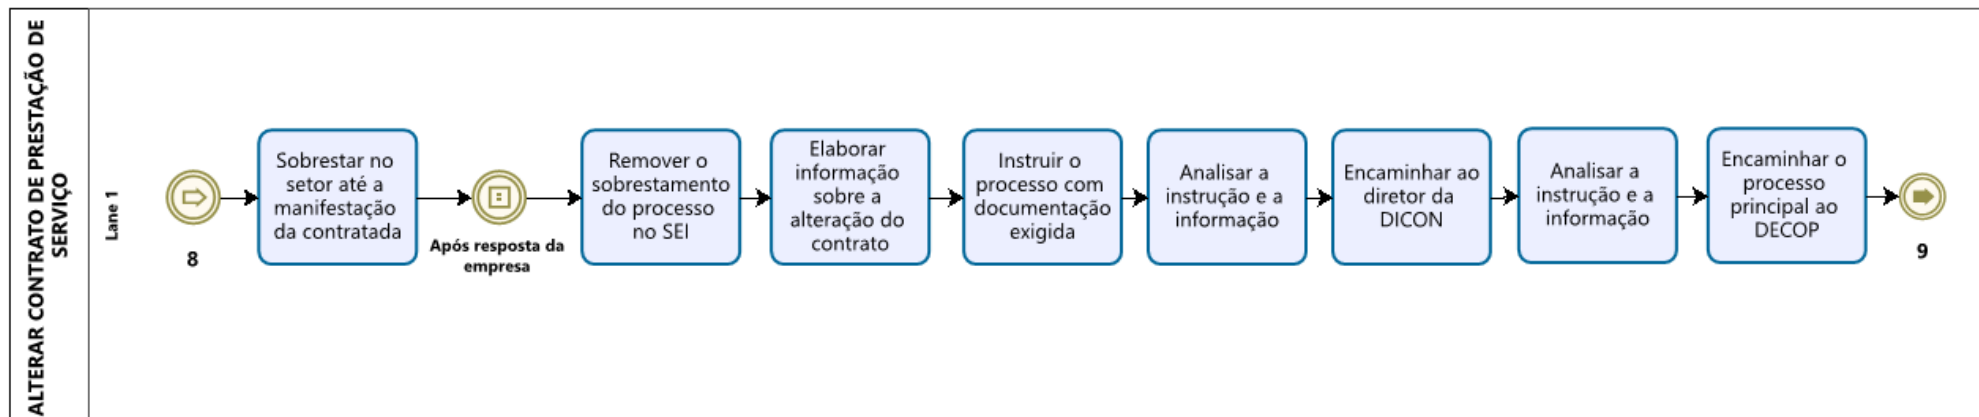 ALTERAR CONTRATO DE PRESTAÇÃO DE
SERVIÇO
Lane 1
8
Sobrestar no
setor até a
manifestação
da contratada
Após resposta da
empresa
Remover o
sobrestamento
do processo
no SEI
Elaborar
informação
sobre a
alteração do
contrato
Instruir o
processo com
documentação
exigida
Analisar a
instrução e a
informação
Encaminhar ao
diretor da
DICON
Analisar a
instrução e a
informação
Encaminhar o
processo
principal ao
DECOP
9